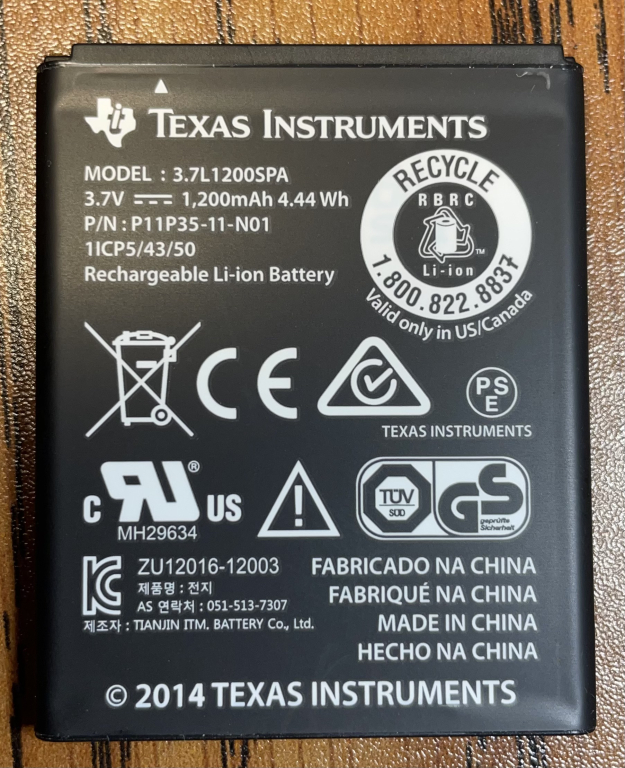 TEXAS INSTRUMENTS
MODEL : 3.7L1200SPA
3.7V ⎓ 1,200mAh 4.44 Wh
P/N : P11P35-11-N01
1ICP5/43/50
Rechargeable Li-ion Battery
RECYCLE
RBRC
TM
Li-ion
1.800.822.8837
Valid only in US/Canada
CE
PS
E
TEXAS INSTRUMENTS
C RU ® US
MH29634
!
TÜV
SÜD
GS
geprüfte
Sicherheit
KC
ZU12016-12003
제품명 : 전지
AS 연락처 : 051-513-7307
제조자 : TIANJIN ITM. BATTERY Co., Ltd.
FABRICADO NA CHINA
FABRIQUÉ NA CHINA
MADE IN CHINA
HECHO NA CHINA
© 2014 TEXAS INSTRUMENTS